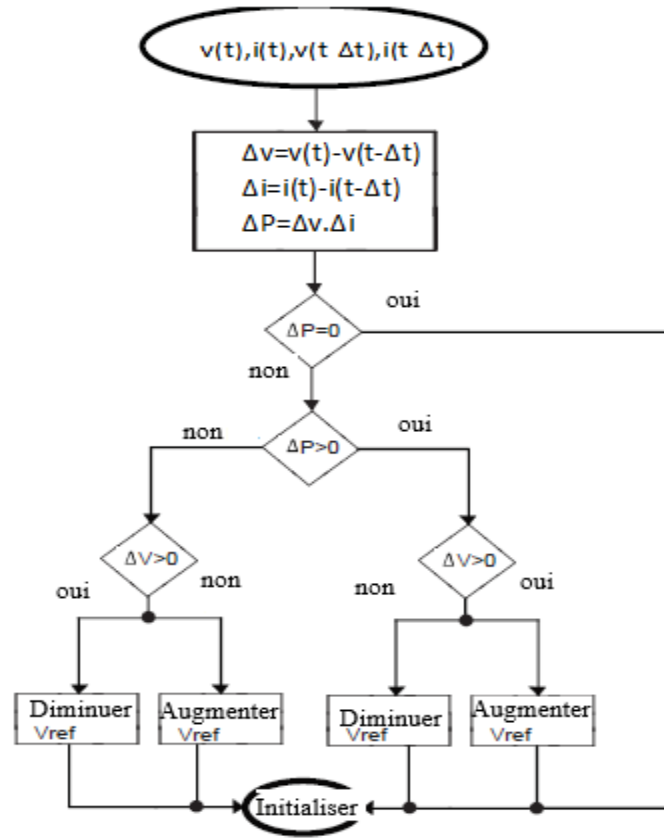 v(t),i(t),v(t Δt),i(t Δt)
Δv=v(t)-v(t-Δt)
Δi=i(t)-i(t-Δt)
ΔP=Δv.Δi
oui
ΔP=0
non
non
oui
ΔP>0
ΔV>0
ΔV>0
oui
non
non
oui
Diminuer
Vref
Augmenter
Vref
Diminuer
Vref
Augmenter
Vref
Initialiser